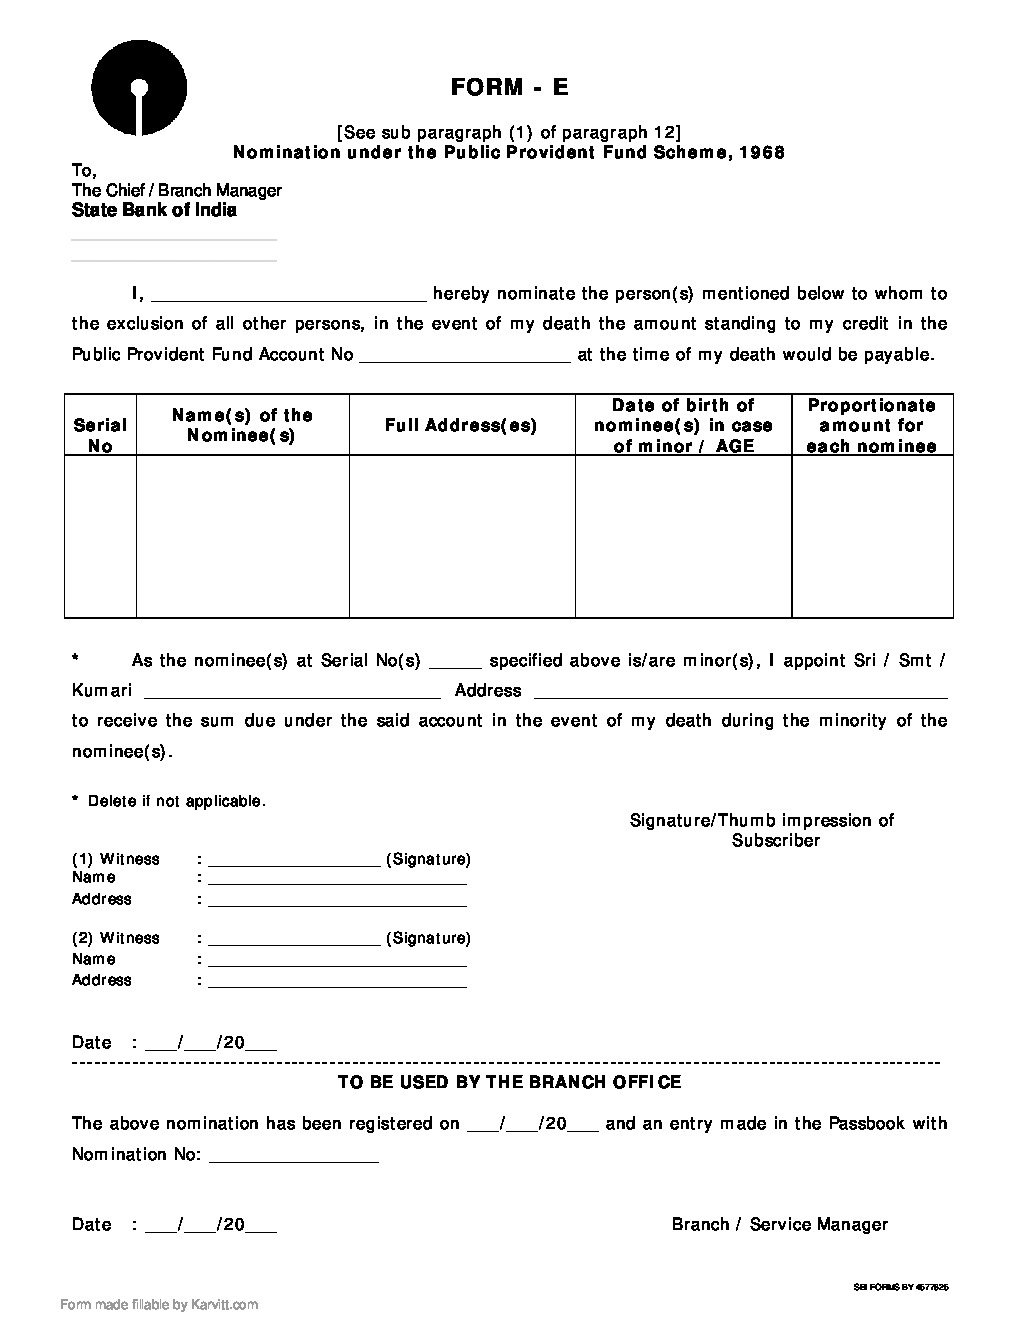 FORM - E
[See sub paragraph (1) of paragraph 12]
Nomination under the Public Provident Fund Scheme, 1968
To,
The Chief / Branch Manager
State Bank of India
I, __________________________ hereby nominate the person(s) mentioned below to whom to
the exclusion of all other persons, in the event of my death the amount standing to my credit in the
Public Provident Fund Account No ____________________ at the time of my death would be payable.
Serial No
Name(s) of the Nominee(s)
Full Address(es)
Date of birth of nominee(s) in case of minor / AGE
Proportionate amount for each nominee
* As the nominee(s) at Serial No(s) _____ specified above is/are minor(s), I appoint Sri / Smt /
Kumari ____________________________ Address _______________________________________
to receive the sum due under the said account in the event of my death during the minority of the
nominee(s).
* Delete if not applicable.
Signature/Thumb impression of
Subscriber
(1) Witness : __________________ (Signature)
Name : ___________________________
Address : ___________________________
(2) Witness : __________________ (Signature)
Name : ___________________________
Address : ___________________________
Date : ___/___/20___
TO BE USED BY THE BRANCH OFFICE
The above nomination has been registered on ___/___/20___ and an entry made in the Passbook with
Nomination No: ________________
Date : ___/___/20___ Branch / Service Manager
SBI FORMS BY 4577825
Form made fillable by Karvitt.com